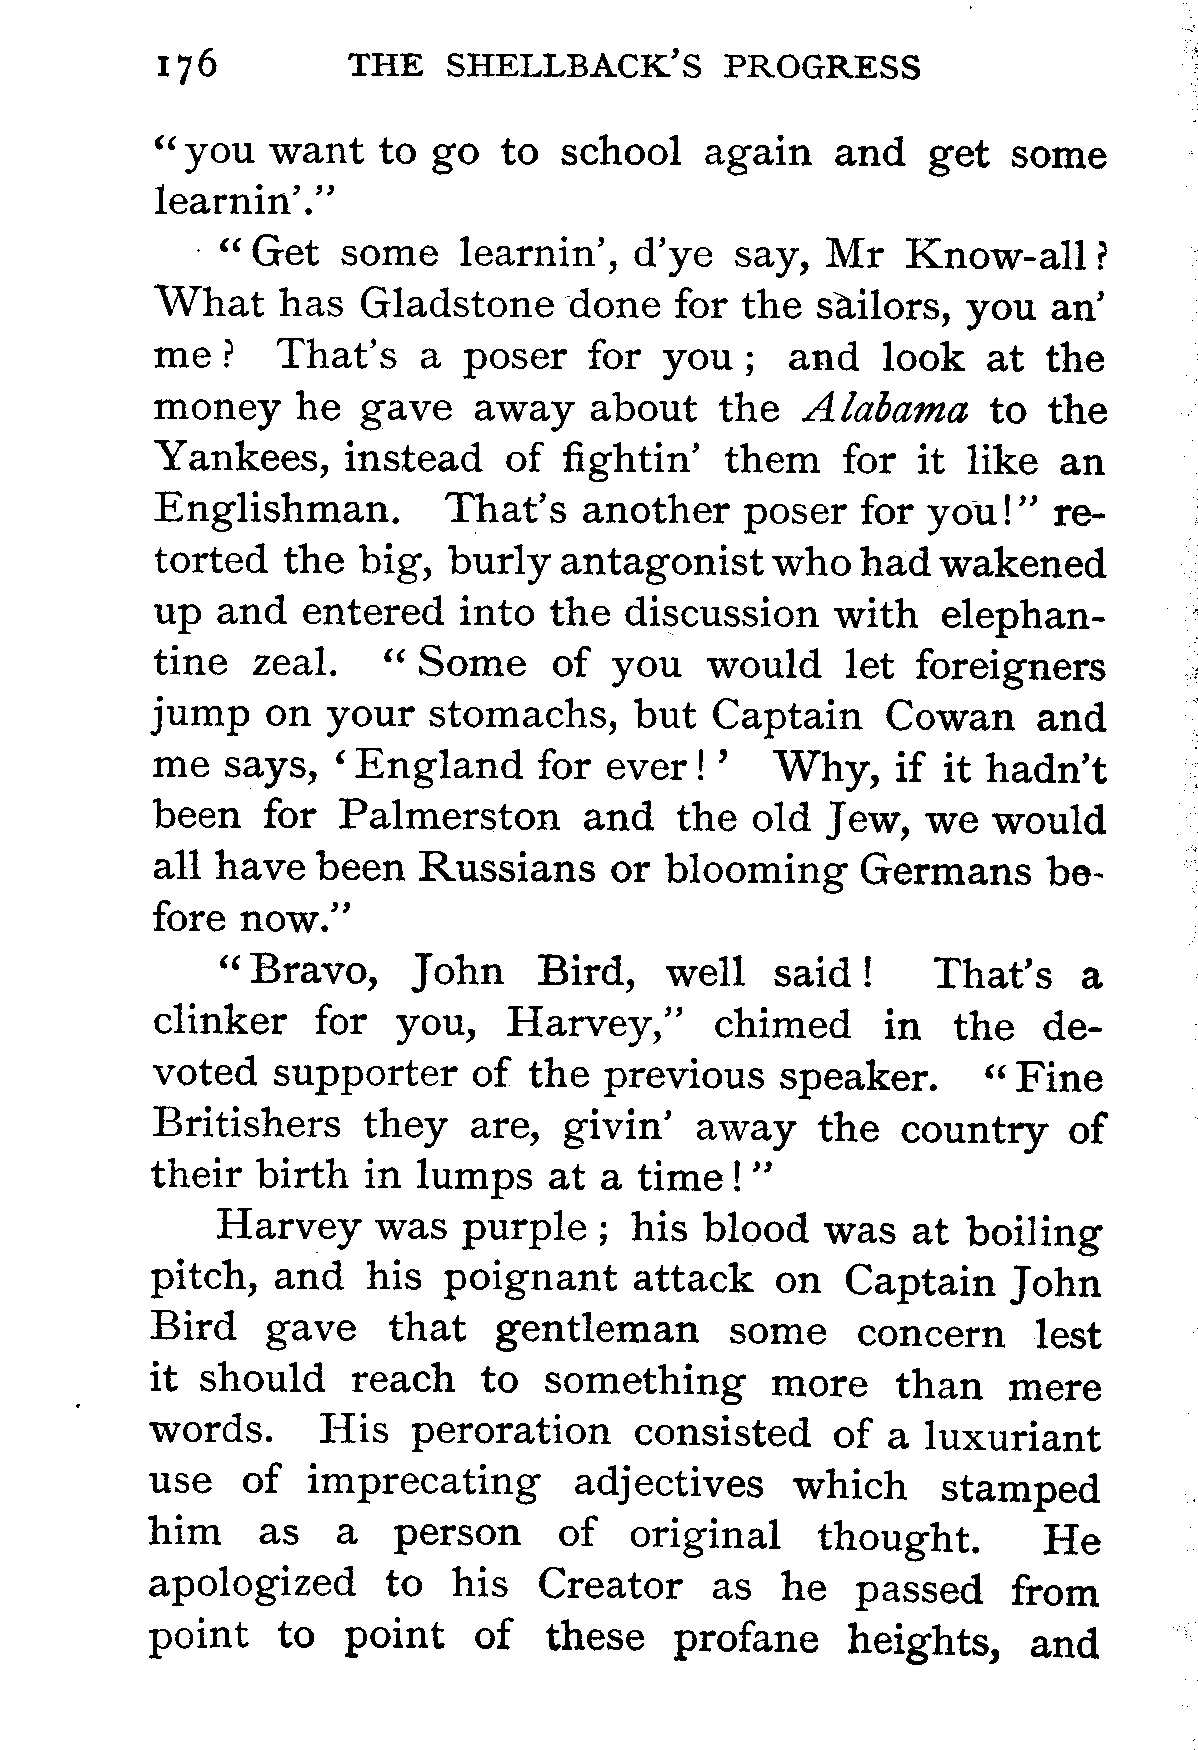 176 THE SHELLBACK'S PROGRESS
"you want to go to school again and get some
learnin'."
"Get some learnin', d'ye say, Mr Know-all?
What has Gladstone done for the sailors, you an'
me? That's a poser for you; and look at the
money he gave away about the Alabama to the
Yankees, instead of fightin' them for it like an
Englishman. That's another poser for you!" re-
torted the big, burly antagonist who had wakened
up and entered into the discussion with elephan-
tine zeal. "Some of you would let foreigners
jump on your stomachs, but Captain Cowan and
me says, 'England for ever!' Why, if it hadn't
been for Palmerston and the old Jew, we would
all have been Russians or blooming Germans be-
fore now."
"Bravo, John Bird, well said! That's a
clinker for you, Harvey," chimed in the de-
voted supporter of the previous speaker. "Fine
Britishers they are, givin' away the country of
their birth in lumps at a time!"
Harvey was purple; his blood was at boiling
pitch, and his poignant attack on Captain John
Bird gave that gentleman some concern lest
it should reach to something more than mere
words. His peroration consisted of a luxuriant
use of imprecating adjectives which stamped
him as a person of original thought. He
apologized to his Creator as he passed from
point to point of these profane heights, and